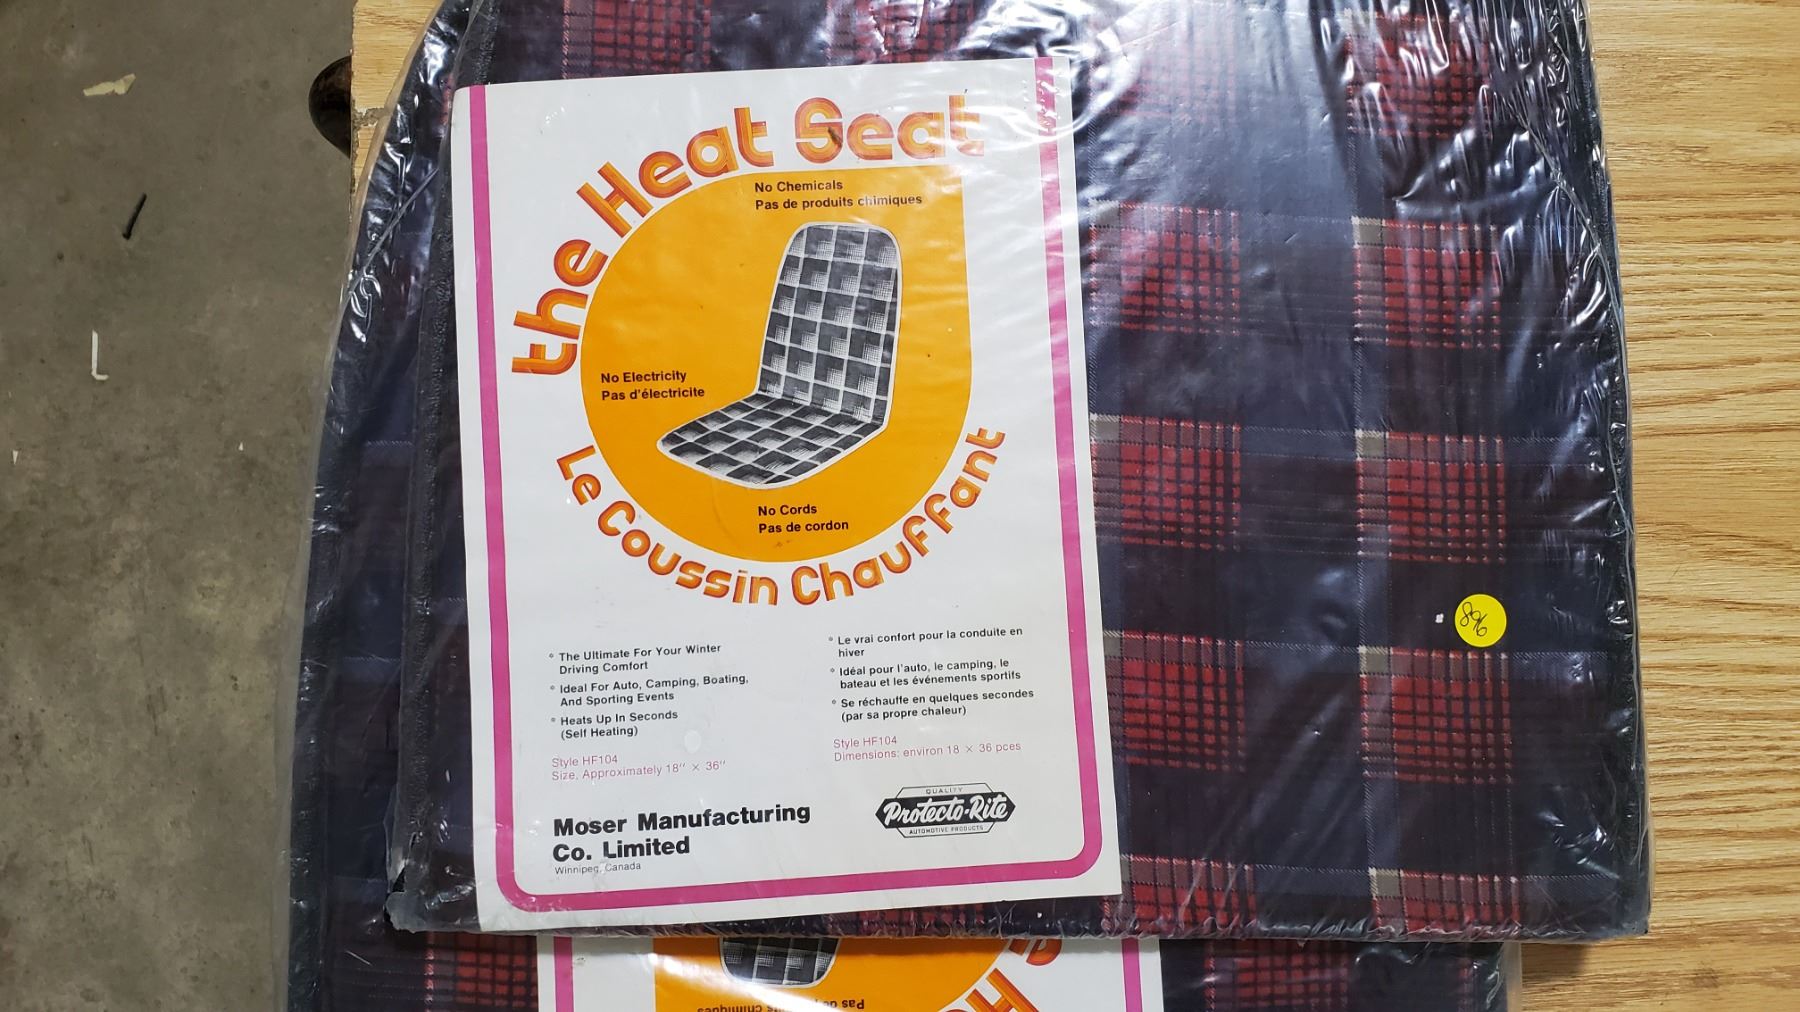 the Heat Seat
No Chemicals
Pas de produits chimiques
No Electricity
Pas d'électricite
No Cords
Pas de cordon
Le Coussin Chauffant
° The Ultimate For Your Winter
Driving Comfort
° Ideal For Auto, Camping, Boating,
And Sporting Events
° Heats Up In Seconds
(Self Heating)
Style HF104
Size, Approximately 18" × 36"
° Le vrai confort pour la conduite en
hiver
° Idéal pour l'auto, le camping, le
bateau et les événements sportifs
° Se réchauffe en quelques secondes
(par sa propre chaleur)
Style HF104
Dimensions: environ 18 × 36 pces
Moser Manufacturing
Co. Limited
Winnipeg, Canada
QUALITY
Protecto-Rite
AUTOMOTIVE PRODUCTS
Pas de
chimiques